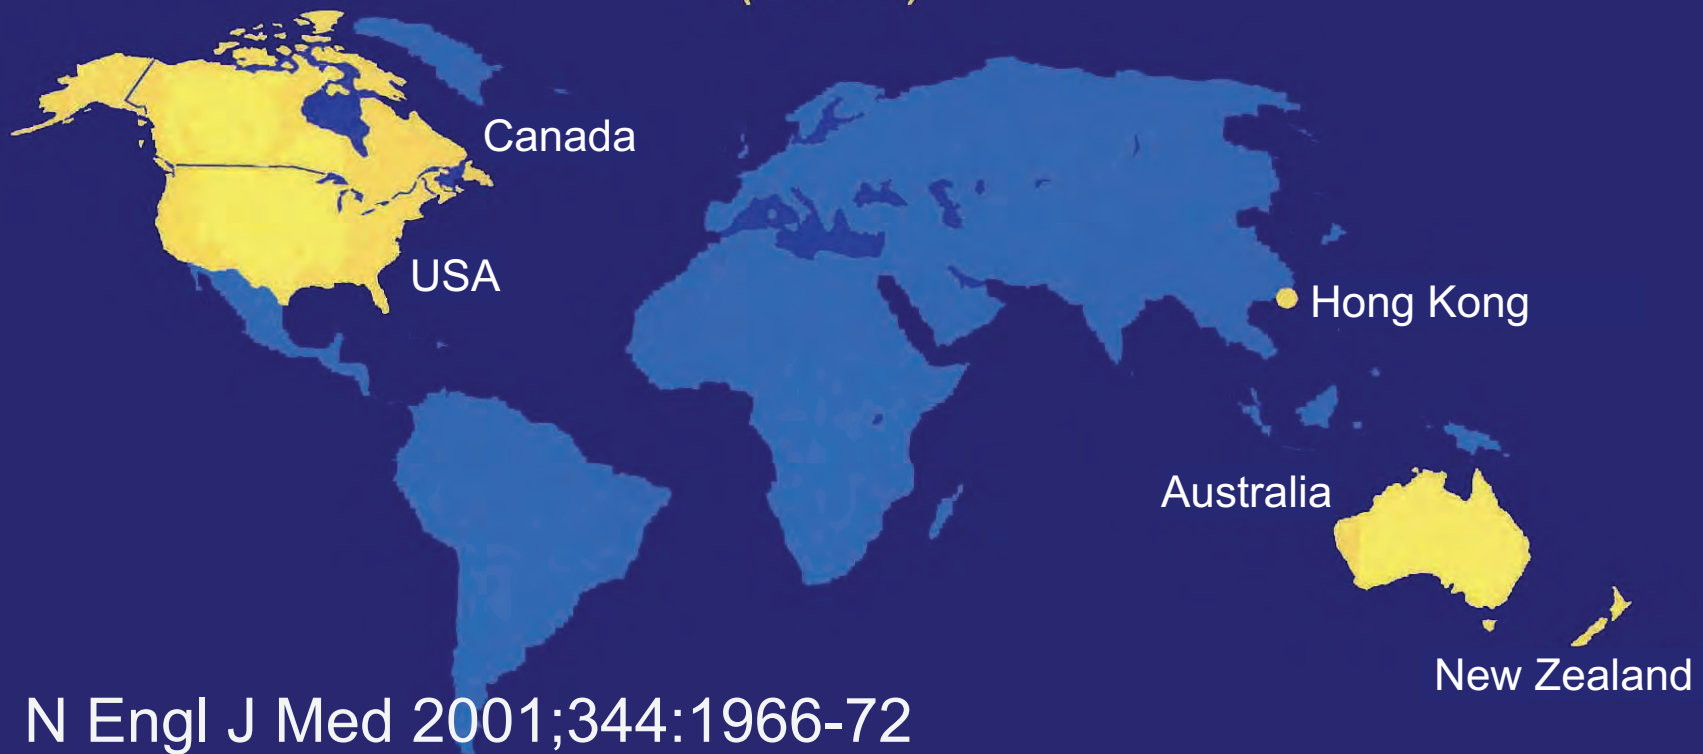 Canada
USA
Hong Kong
Australia
New Zealand
N Engl J Med 2001;344:1966-72